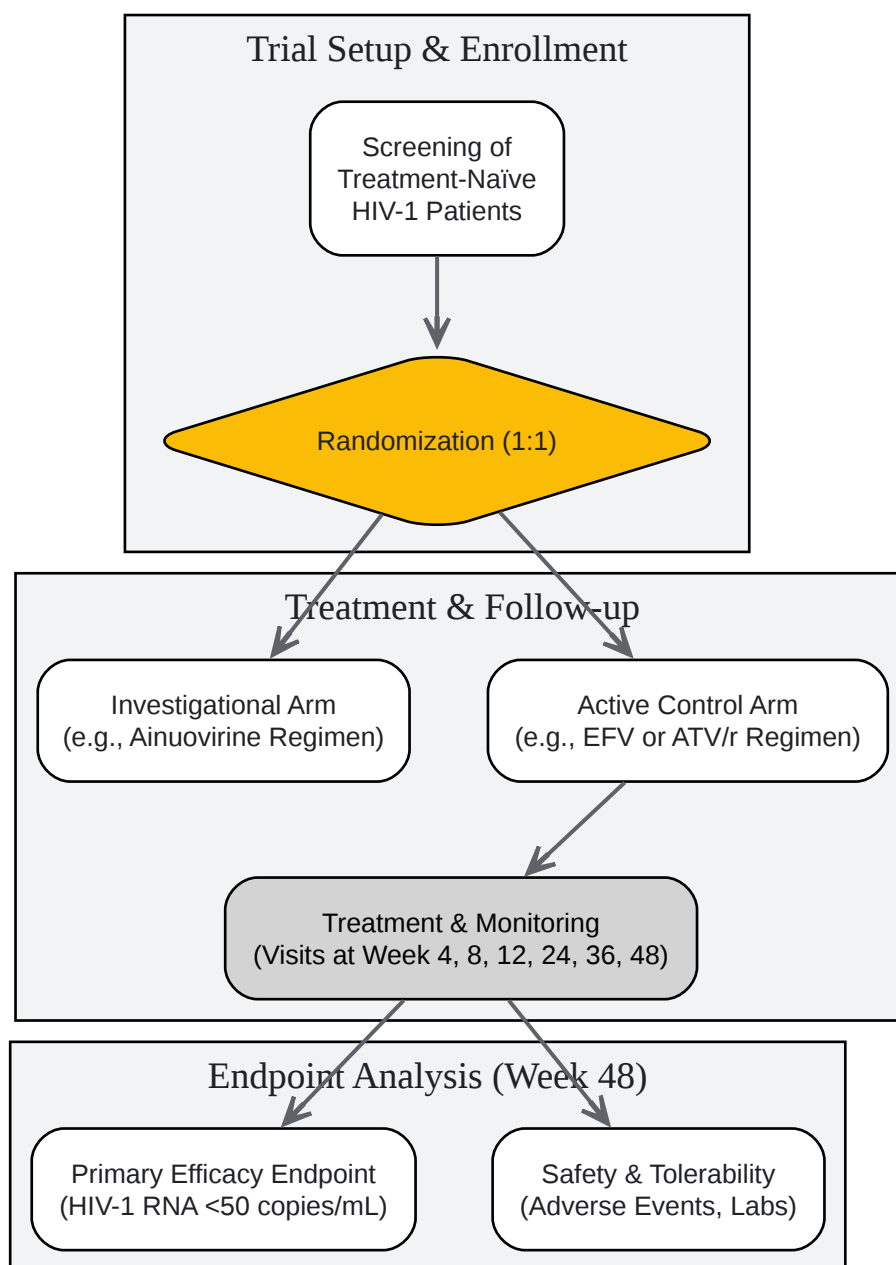 Trial Setup & Enrollment
Screening of
Treatment-Naïve
HIV-1 Patients
Randomization (1:1)
Treatment & Follow-up
Investigational Arm
(e.g., Ainuovirine Regimen)
Active Control Arm
(e.g., EFV or ATV/r Regimen)
Treatment & Monitoring
(Visits at Week 4, 8, 12, 24, 36, 48)
Endpoint Analysis (Week 48)
Primary Efficacy Endpoint
(HIV-1 RNA <50 copies/mL)
Safety & Tolerability
(Adverse Events, Labs)